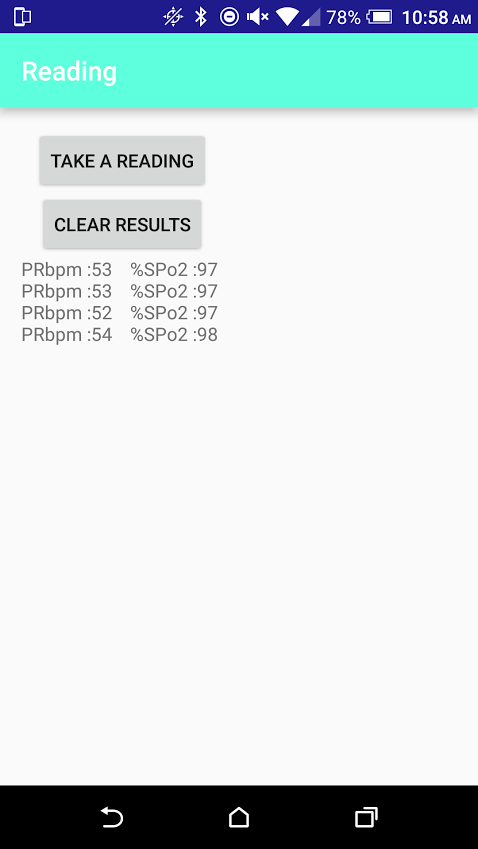 78% 10:58 AM
Reading
TAKE A READING
CLEAR RESULTS
PRbpm :53 %SPo2 :97
PRbpm :53 %SPo2 :97
PRbpm :52 %SPo2 :97
PRbpm :54 %SPo2 :98